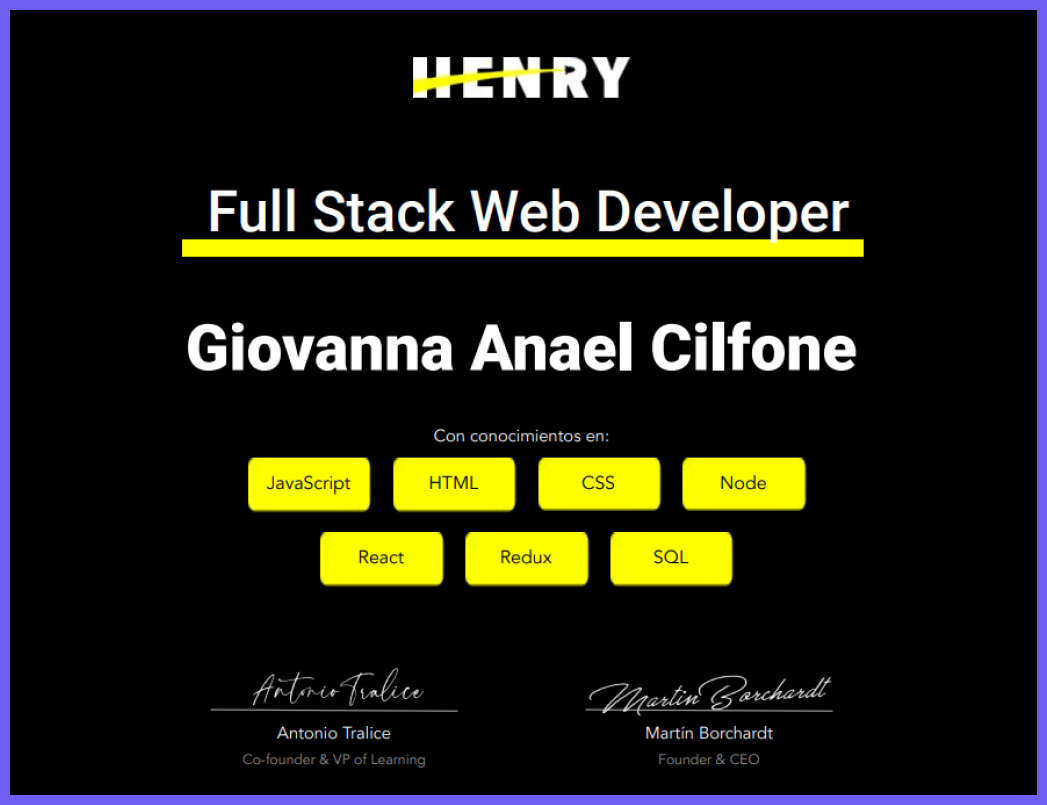 HENRY
Full Stack Web Developer
Giovanna Anael Cilfone
Con conocimientos en:
JavaScript HTML CSS Node
React Redux SQL
Antonio Tralice Martin Borchardt
Antonio Tralice Martín Borchardt
Co-founder & VP of Learning Founder & CEO